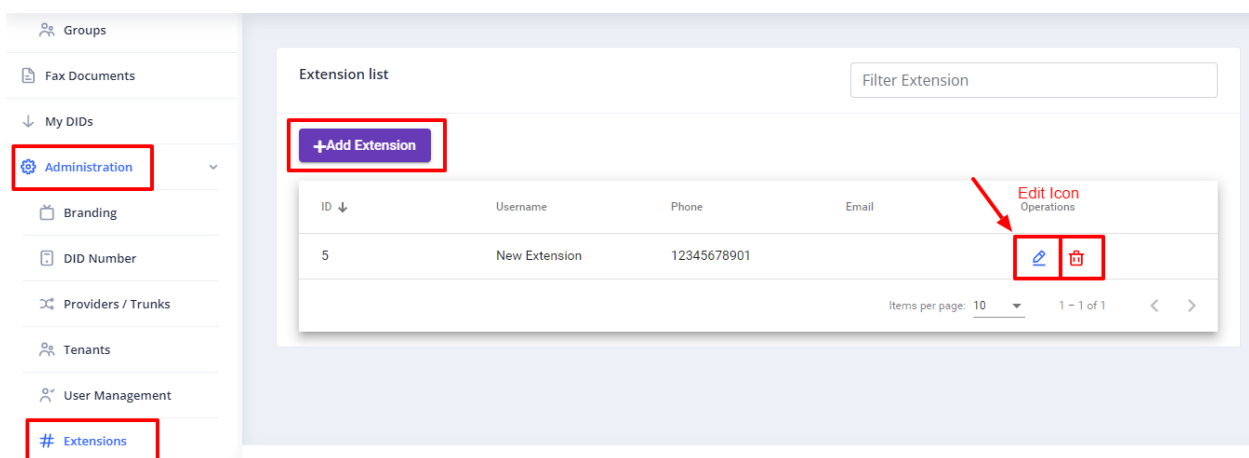 Groups
Fax Documents
My DIDs
Administration
Branding
DID Number
Providers / Trunks
Tenants
User Management
# Extensions
Extension list
Filter Extension
+Add Extension
Edit Icon
ID Username Phone Email Operations
5 New Extension 12345678901
Items per page: 10 1 – 1 of 1